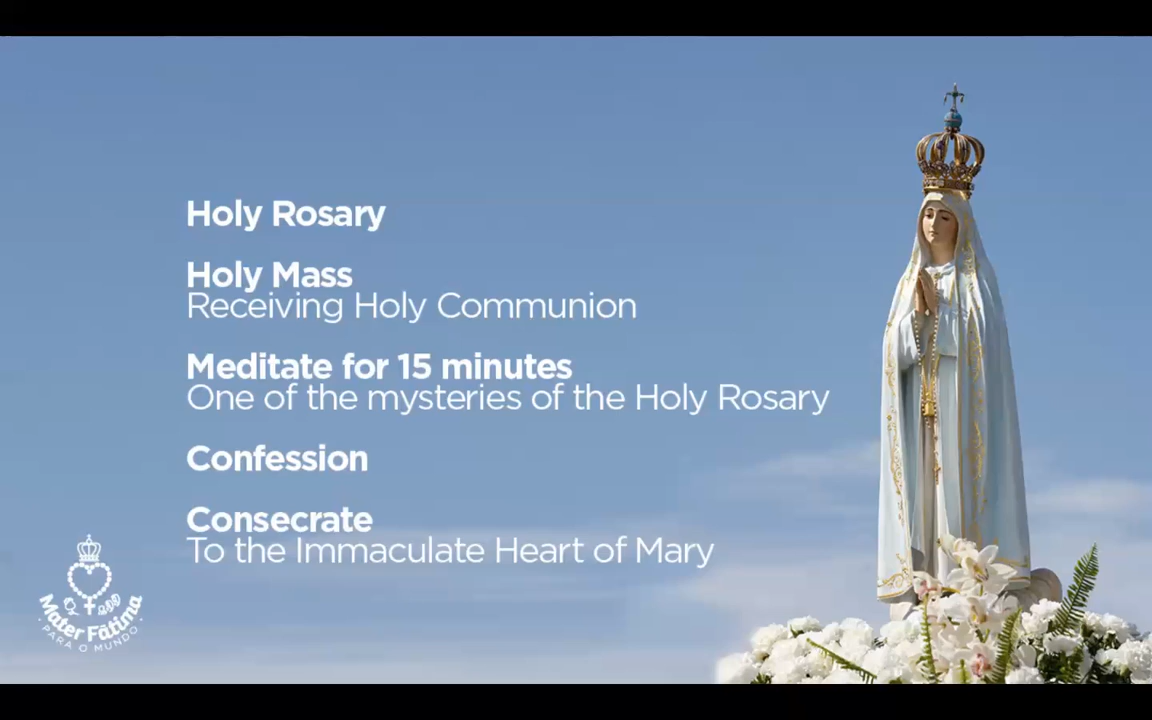 Holy Rosary
Holy Mass
Receiving Holy Communion
Meditate for 15 minutes
One of the mysteries of the Holy Rosary
Confession
Consecrate
To the Immaculate Heart of Mary
Mater Fátima
· PARA O MUNDO ·